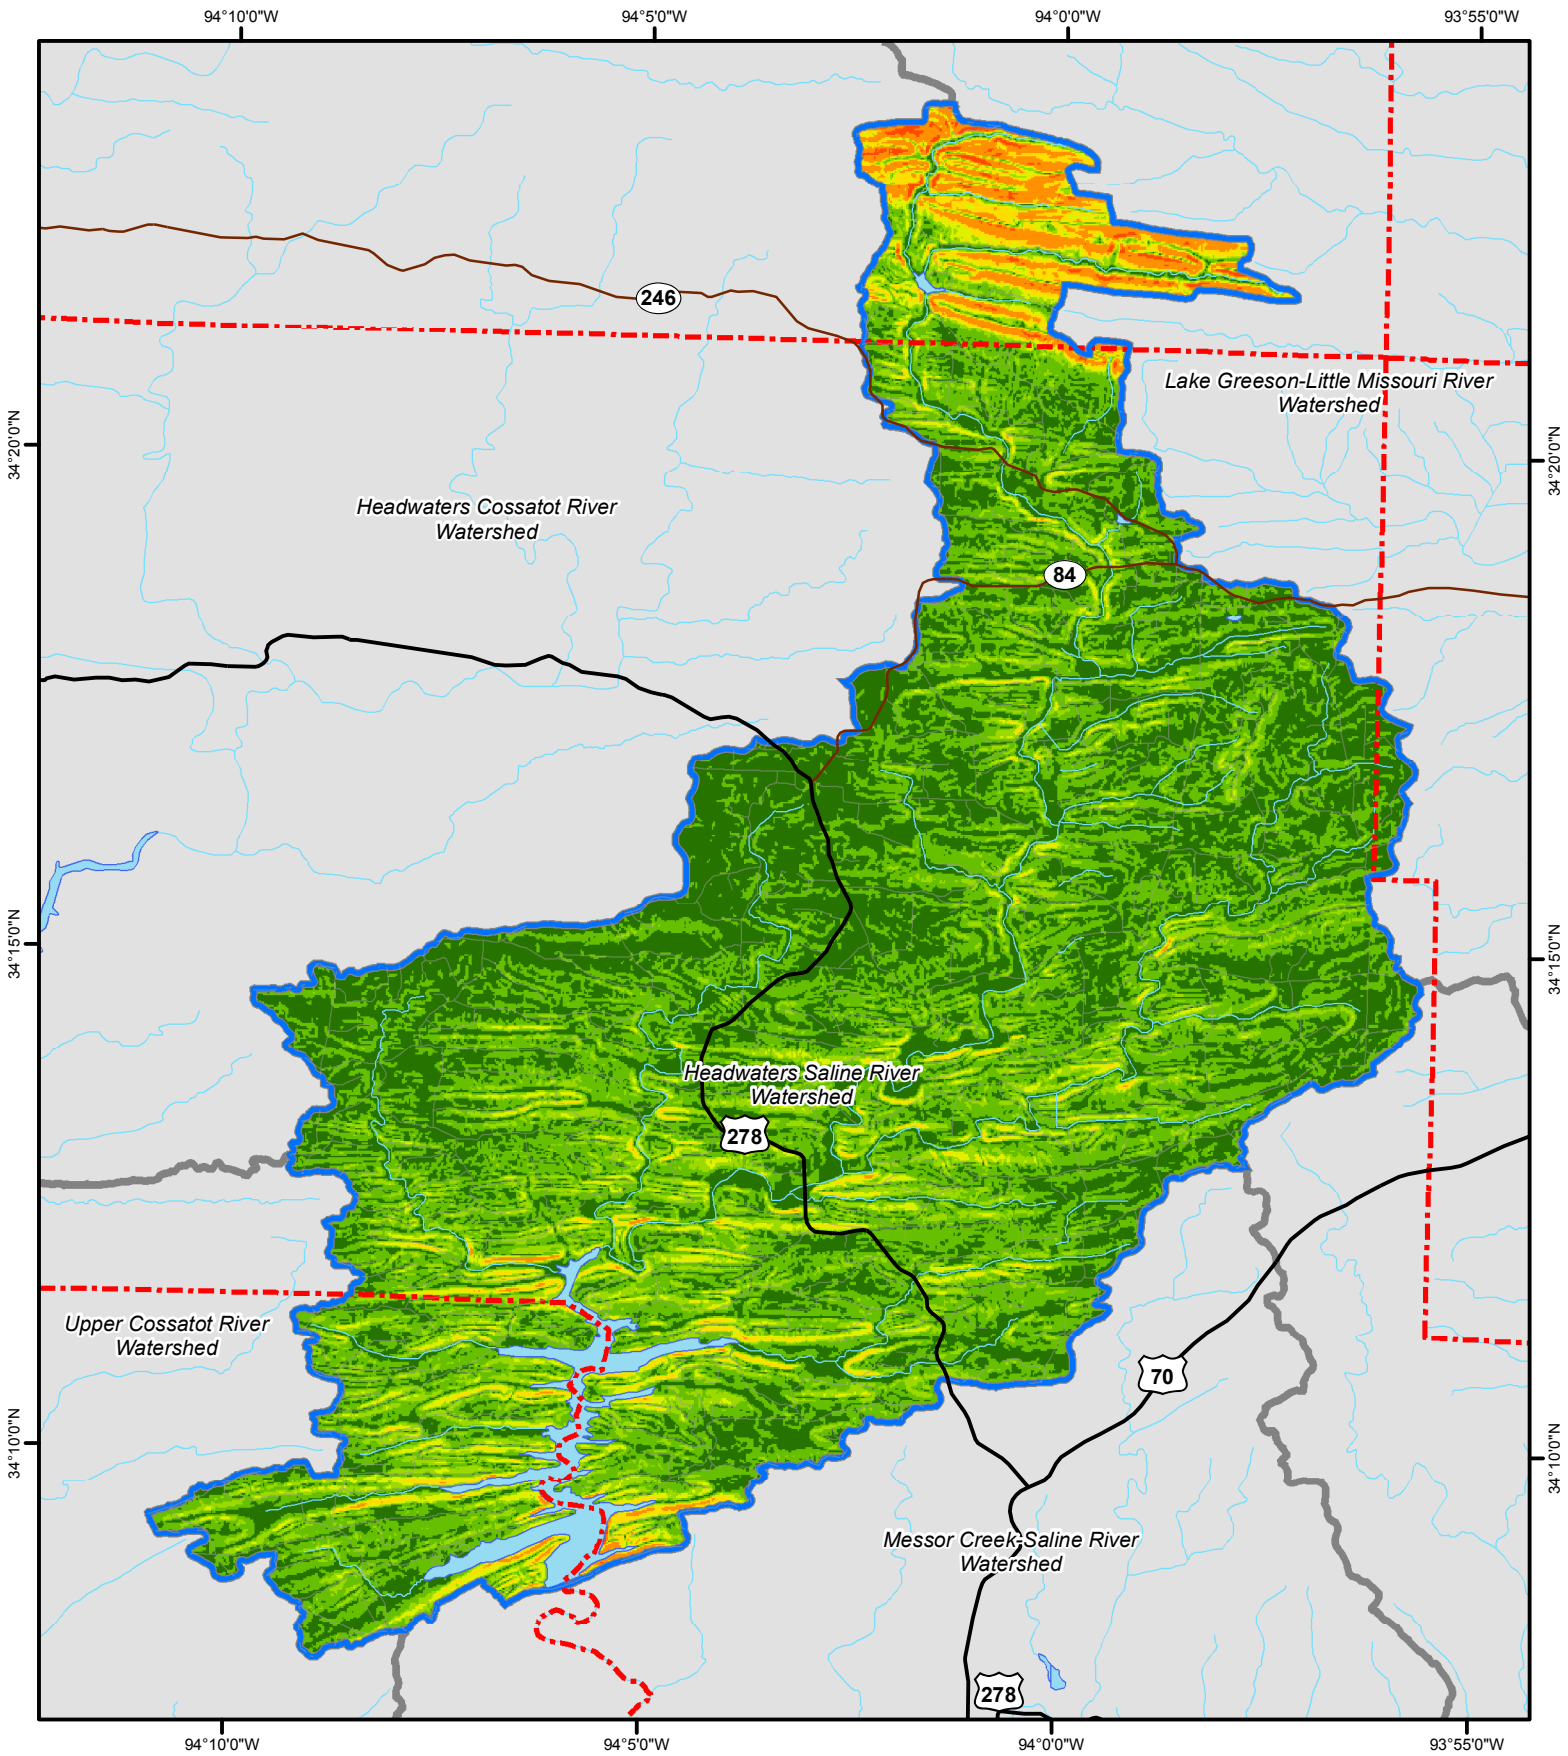 94°10'0"W
94°5'0"W
94°0'0"W
93°55'0"W
246
Lake Greeson-Little Missouri River
Watershed
34°20'0"N
34°20'0"N
Headwaters Cossatot River
Watershed
84
34°15'0"N
34°15'0"N
Headwaters Saline River
Watershed
278
Upper Cossatot River
Watershed
70
34°10'0"N
34°10'0"N
Messor Creek-Saline River
Watershed
278
94°10'0"W
94°5'0"W
94°0'0"W
93°55'0"W